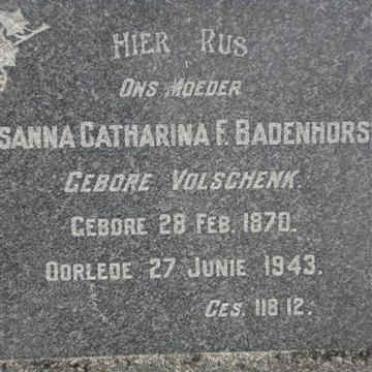 HIER RUS
ONS MOEDER
SANNA CATHARINA F. BADENHORS
GEBORE VOLSCHENK.
GEBORE 28 FEB. 1870.
OORLEDE 27 JUNIE 1943.
GES. 118 12.